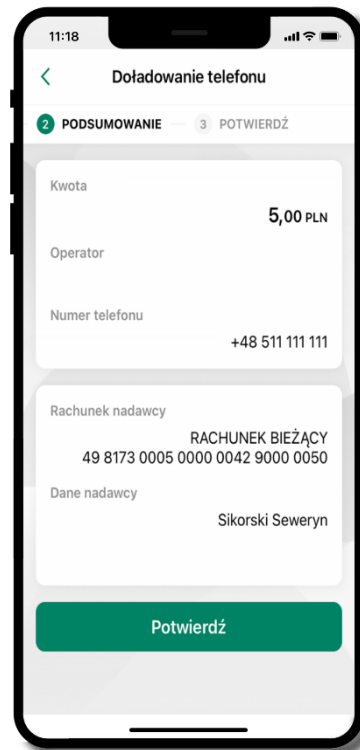 11:18
Doładowanie telefonu
2 PODSUMOWANIE 3 POTWIERDŹ
Kwota
5,00 PLN
Operator
Numer telefonu
+48 511 111 111
Rachunek nadawcy
RACHUNEK BIEŻĄCY
49 8173 0005 0000 0042 9000 0050
Dane nadawcy
Sikorski Seweryn
Potwierdź